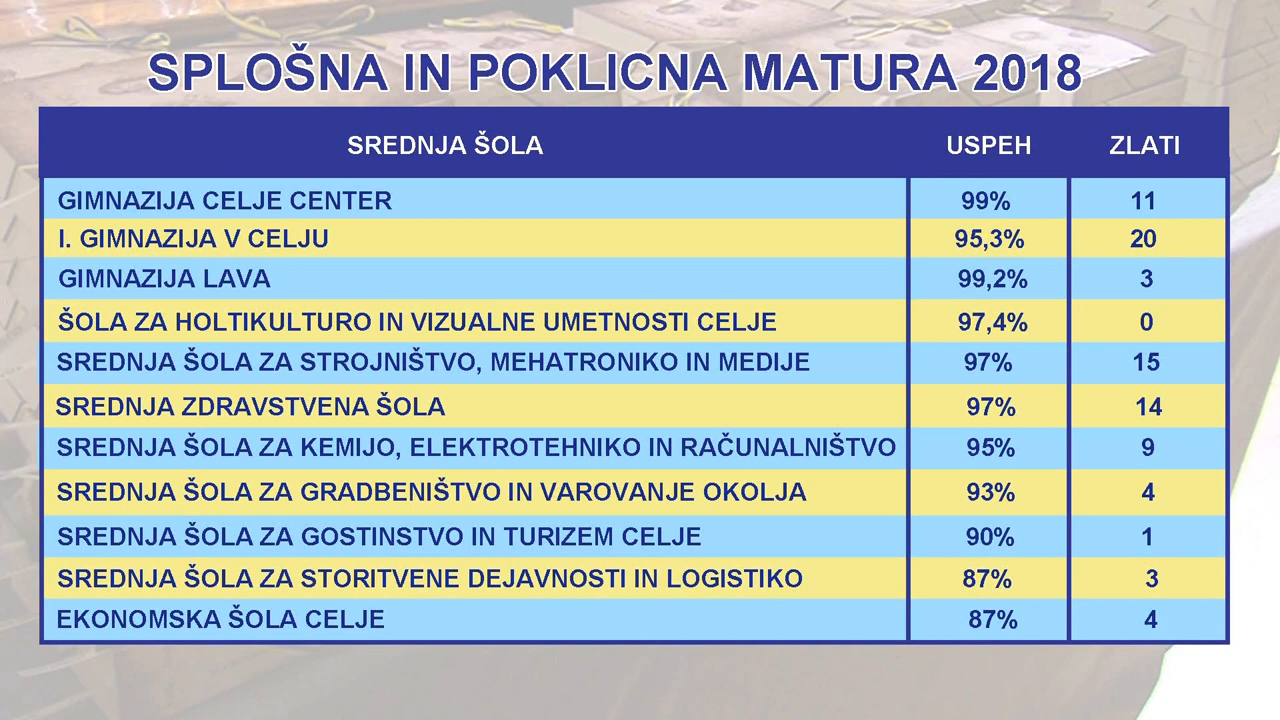 SPLOŠNA IN POKLICNA MATURA 2018
SREDNJA ŠOLA USPEH ZLATI
GIMNAZIJA CELJE CENTER 99% 11
I. GIMNAZIJA V CELJU 95,3% 20
GIMNAZIJA LAVA 99,2% 3
ŠOLA ZA HOLTIKULTURO IN VIZUALNE UMETNOSTI CELJE 97,4% 0
SREDNJA ŠOLA ZA STROJNIŠTVO, MEHATRONIKO IN MEDIJE 97% 15
SREDNJA ZDRAVSTVENA ŠOLA 97% 14
SREDNJA ŠOLA ZA KEMIJO, ELEKTROTEHNIKO IN RAČUNALNIŠTVO 95% 9
SREDNJA ŠOLA ZA GRADBENIŠTVO IN VAROVANJE OKOLJA 93% 4
SREDNJA ŠOLA ZA GOSTINSTVO IN TURIZEM CELJE 90% 1
SREDNJA ŠOLA ZA STORITVENE DEJAVNOSTI IN LOGISTIKO 87% 3
EKONOMSKA ŠOLA CELJE 87% 4